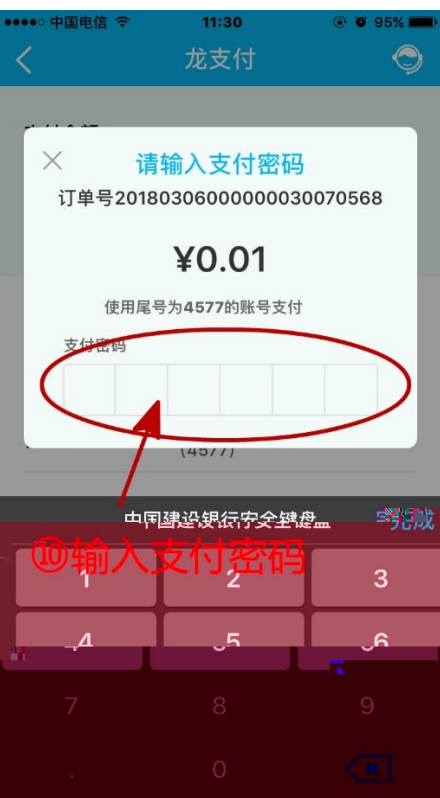 中国电信 11:30 95%
龙支付
请输入支付密码
订单号20180306000000030070568
¥0.01
使用尾号为4577的账号支付
支付密码
(4577)
中国建设银行安全键盘 完成
⑩输入支付密码
1 2 3
4 5 6
7 8 9
. 0